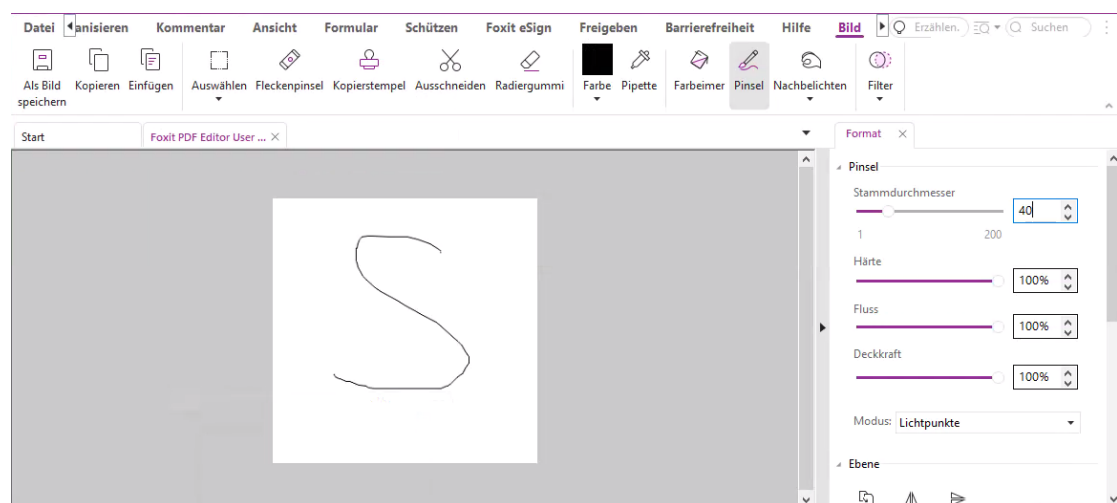 Datei anisieren Kommentar Ansicht Formular Schützen Foxit eSign Freigeben Barrierefreiheit Hilfe Bild Erzählen. Suchen
Als Bild speichern Kopieren Einfügen Auswählen Fleckenpinsel Kopierstempel Ausschneiden Radiergummi Farbe Pipette Farbeimer Pinsel Nachbelichten Filter
Start Foxit PDF Editor User ... Format
Pinsel
Stammdurchmesser
40
1 200
Härte
100%
Fluss
100%
Deckkraft
100%
Modus: Lichtpunkte
Ebene
S